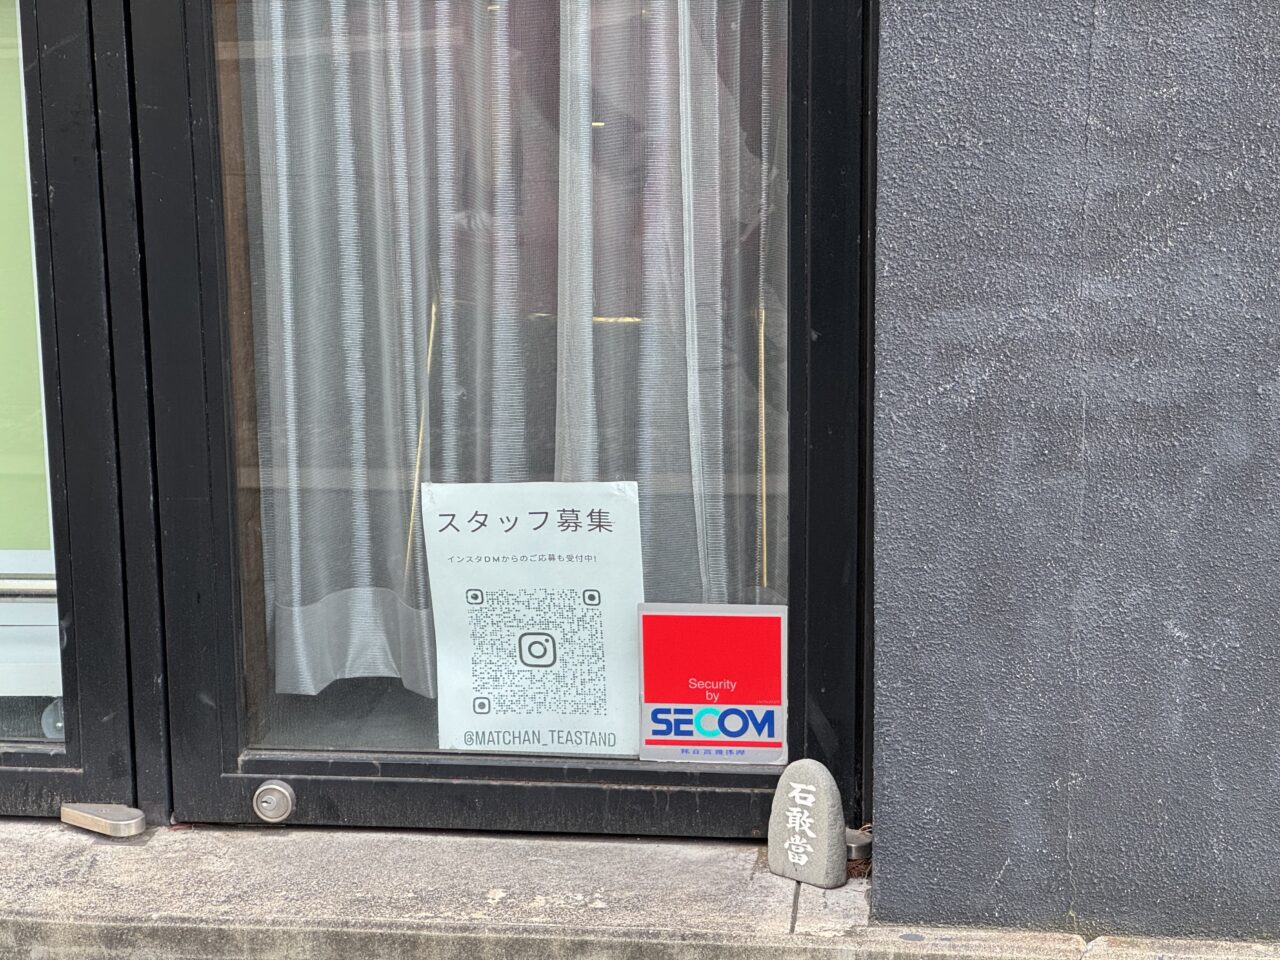 スタッフ募集
インスタDMからのご応募も受付中!
@MATCHAN_TEASTAND
Security
by
SECOM
石敢當